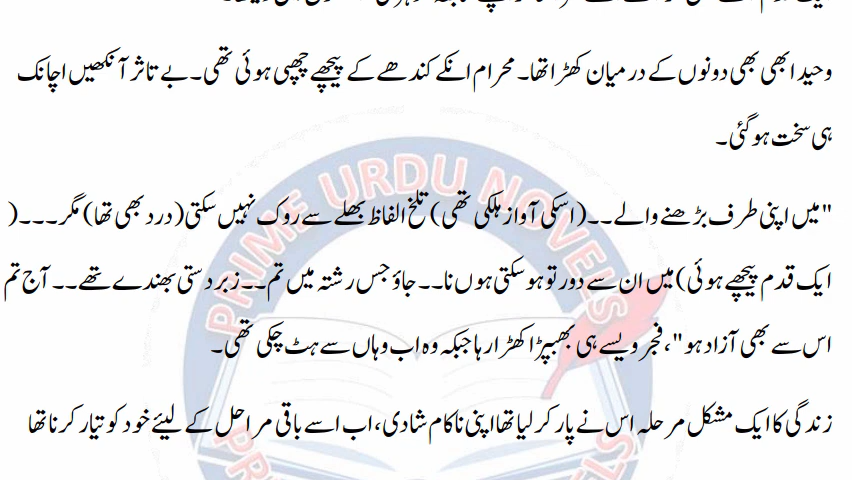 وحید ابھی بھی دونوں کے درمیان کھڑا تھا۔ محرام انکے کندھے کے پیچھے چھپی ہوئی تھی۔ بے تاثر آنکھیں اچانک
ہی سخت ہو گئی۔
"میں اپنی طرف بڑھنے والے۔۔(اسکی آواز ہلکی تھی) تلخ الفاظ بھلے سے روک نہیں سکتی (درد بھی تھا) مگر۔۔۔(
ایک قدم پیچھے ہوئی) میں ان سے دور تو ہو سکتی ہوں نا۔۔ جاؤ جس رشتہ میں تم۔۔ زبردستی بھندے تھے۔۔ آج تم
اس سے بھی آزاد ہو"، فجر ویسے ہی بھپڑا کھڑا رہا جبکہ وہ اب وہاں سے ہٹ چکی تھی۔
زندگی کا ایک مشکل مرحلہ اس نے پار کر لیا تھا اپنی ناکام شادی، اب اسے باقی مراحل کے لیئے خود کو تیار کرنا تھا
PRIME URDU NOVELS